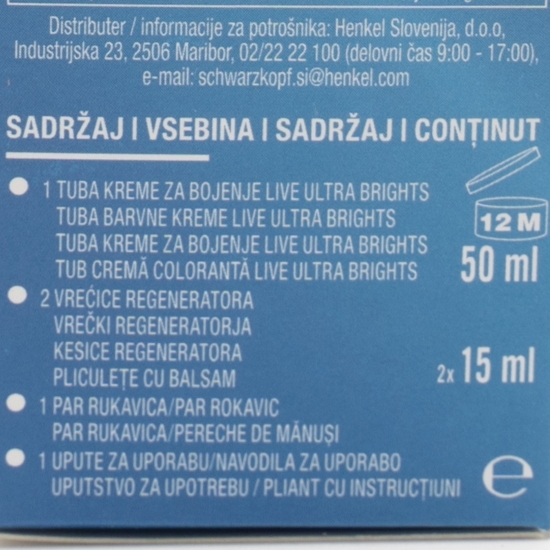 Distributer / informacije za potrošnika: Henkel Slovenija, d.o.o,
Industrijska 23, 2506 Maribor, 02/22 22 100 (delovni čas 9:00 - 17:00),
e-mail: schwarzkopf.si@henkel.com
SADRŽAJ | VSEBINA | SADRŽAJ | CONȚINUT
1 TUBA KREME ZA BOJENJE LIVE ULTRA BRIGHTS
TUBA BARVNE KREME LIVE ULTRA BRIGHTS
12 M
TUBA KREME ZA BOJENJE LIVE ULTRA BRIGHTS
TUB CREMĂ COLORANTĂ LIVE ULTRA BRIGHTS
50 ml
2 VREĆICE REGENERATORA
VREČKI REGENERATORJA
KESICE REGENERATORA
PLICULEȚE CU BALSAM
2x 15 ml
1 PAR RUKAVICA/PAR ROKAVIC
PAR RUKAVICA/PERECHE DE MĂNUȘI
1 UPUTE ZA UPORABU/NAVODILA ZA UPORABO
UPUTSTVO ZA UPOTREBU / PLIANT CU INSTRUCȚIUNI
e